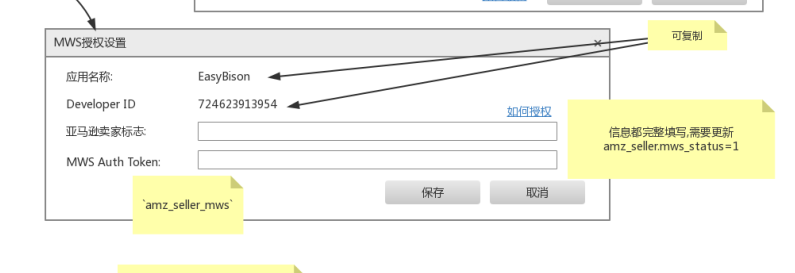 可复制
MWS授权设置 ×
应用名称: EasyBison
Developer ID 724623913954
如何授权
亚马逊卖家标志:
信息都完整填写,需要更新
amz_seller.mws_status=1
MWS Auth Token:
保存 取消
`amz_seller_mws`